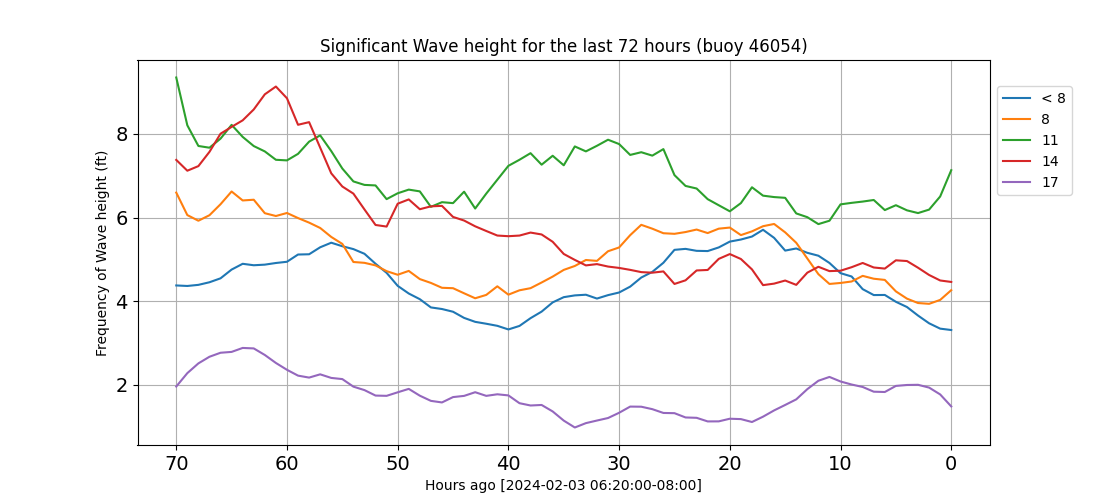 Significant Wave height for the last 72 hours (buoy 46054)
Frequency of Wave height (ft)
8
6
4
2
70 60 50 40 30 20 10 0
Hours ago [2024-02-03 06:20:00-08:00]
< 8
8
11
14
17